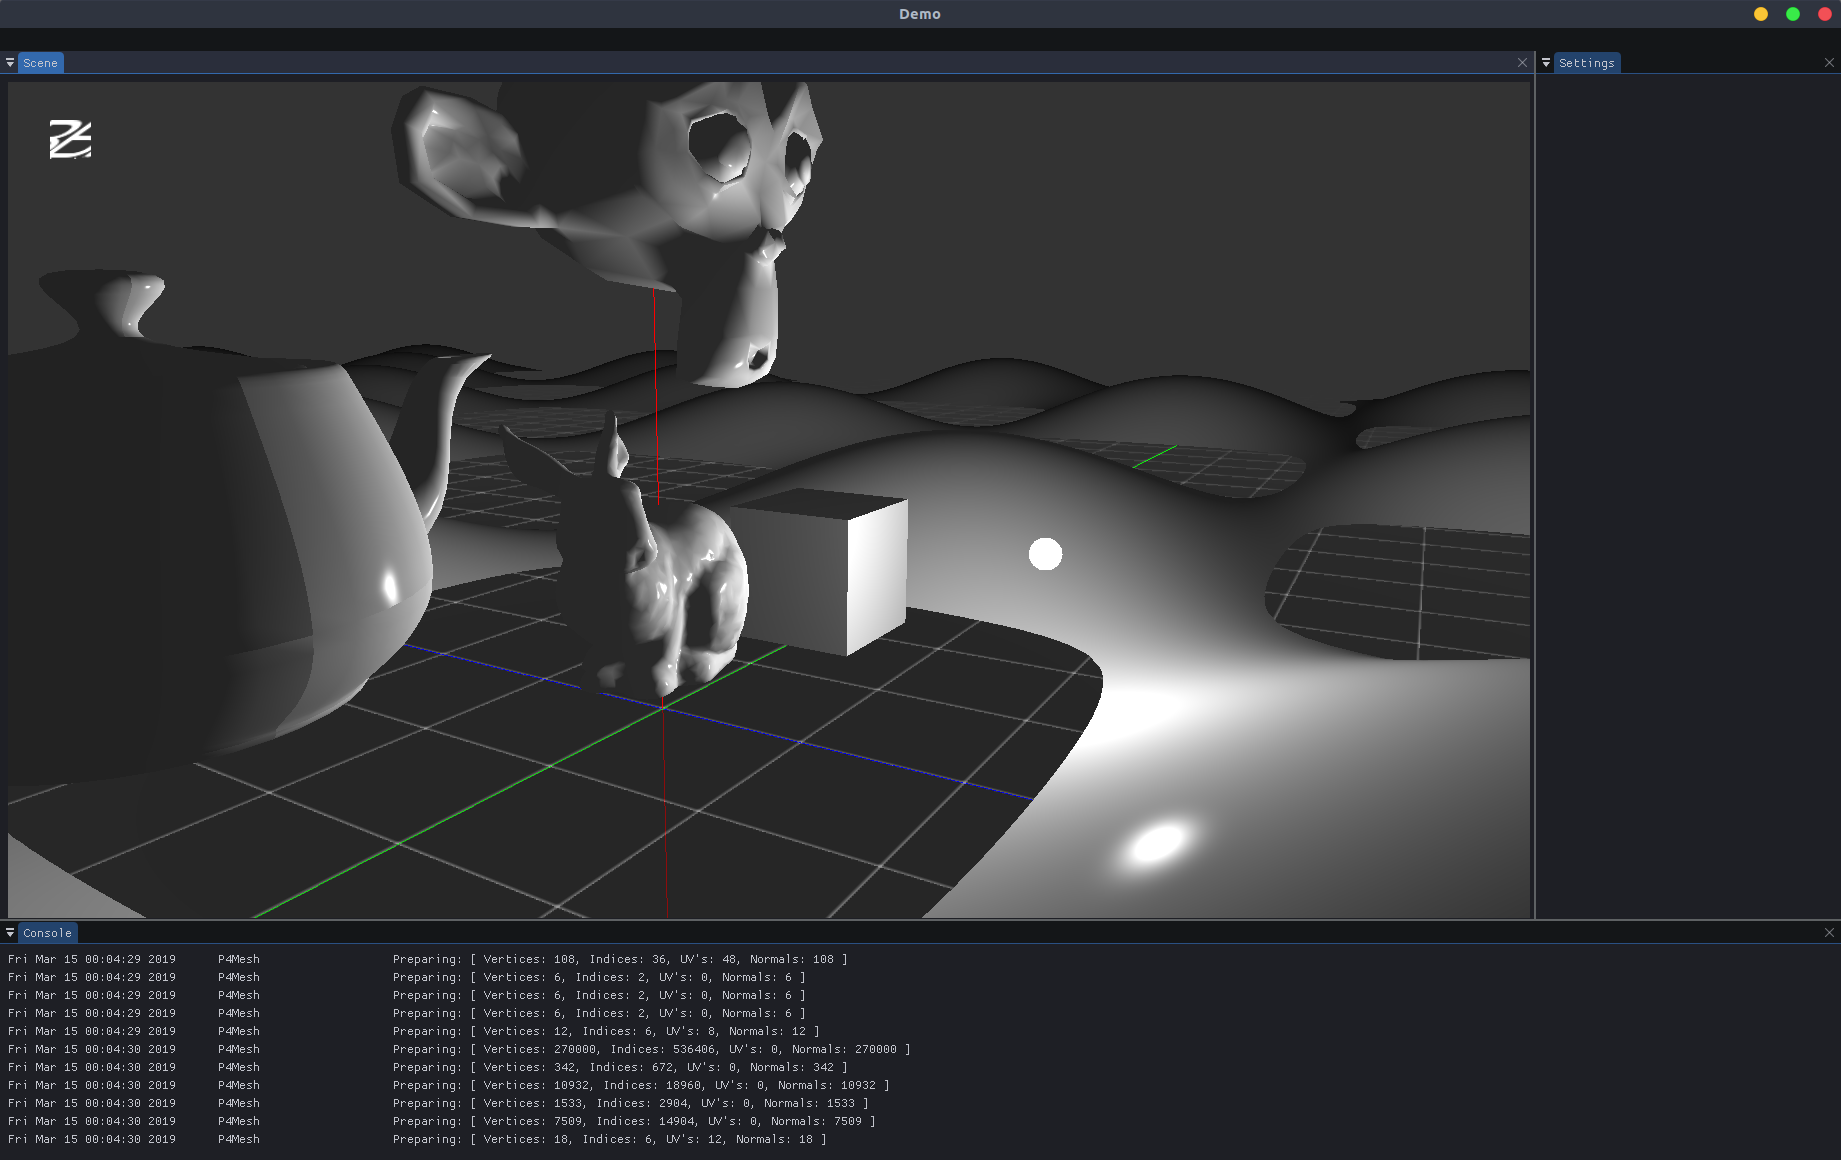 Demo
Scene
Settings
Console
Fri Mar 15 00:04:29 2019 P4Mesh Preparing: [ Vertices: 108, Indices: 36, UV's: 48, Normals: 108 ]
Fri Mar 15 00:04:29 2019 P4Mesh Preparing: [ Vertices: 6, Indices: 2, UV's: 0, Normals: 6 ]
Fri Mar 15 00:04:29 2019 P4Mesh Preparing: [ Vertices: 6, Indices: 2, UV's: 0, Normals: 6 ]
Fri Mar 15 00:04:29 2019 P4Mesh Preparing: [ Vertices: 6, Indices: 2, UV's: 0, Normals: 6 ]
Fri Mar 15 00:04:29 2019 P4Mesh Preparing: [ Vertices: 12, Indices: 6, UV's: 8, Normals: 12 ]
Fri Mar 15 00:04:30 2019 P4Mesh Preparing: [ Vertices: 270000, Indices: 536406, UV's: 0, Normals: 270000 ]
Fri Mar 15 00:04:30 2019 P4Mesh Preparing: [ Vertices: 342, Indices: 672, UV's: 0, Normals: 342 ]
Fri Mar 15 00:04:30 2019 P4Mesh Preparing: [ Vertices: 10932, Indices: 18960, UV's: 0, Normals: 10932 ]
Fri Mar 15 00:04:30 2019 P4Mesh Preparing: [ Vertices: 1533, Indices: 2904, UV's: 0, Normals: 1533 ]
Fri Mar 15 00:04:30 2019 P4Mesh Preparing: [ Vertices: 7509, Indices: 14904, UV's: 0, Normals: 7509 ]
Fri Mar 15 00:04:30 2019 P4Mesh Preparing: [ Vertices: 18, Indices: 6, UV's: 12, Normals: 18 ]